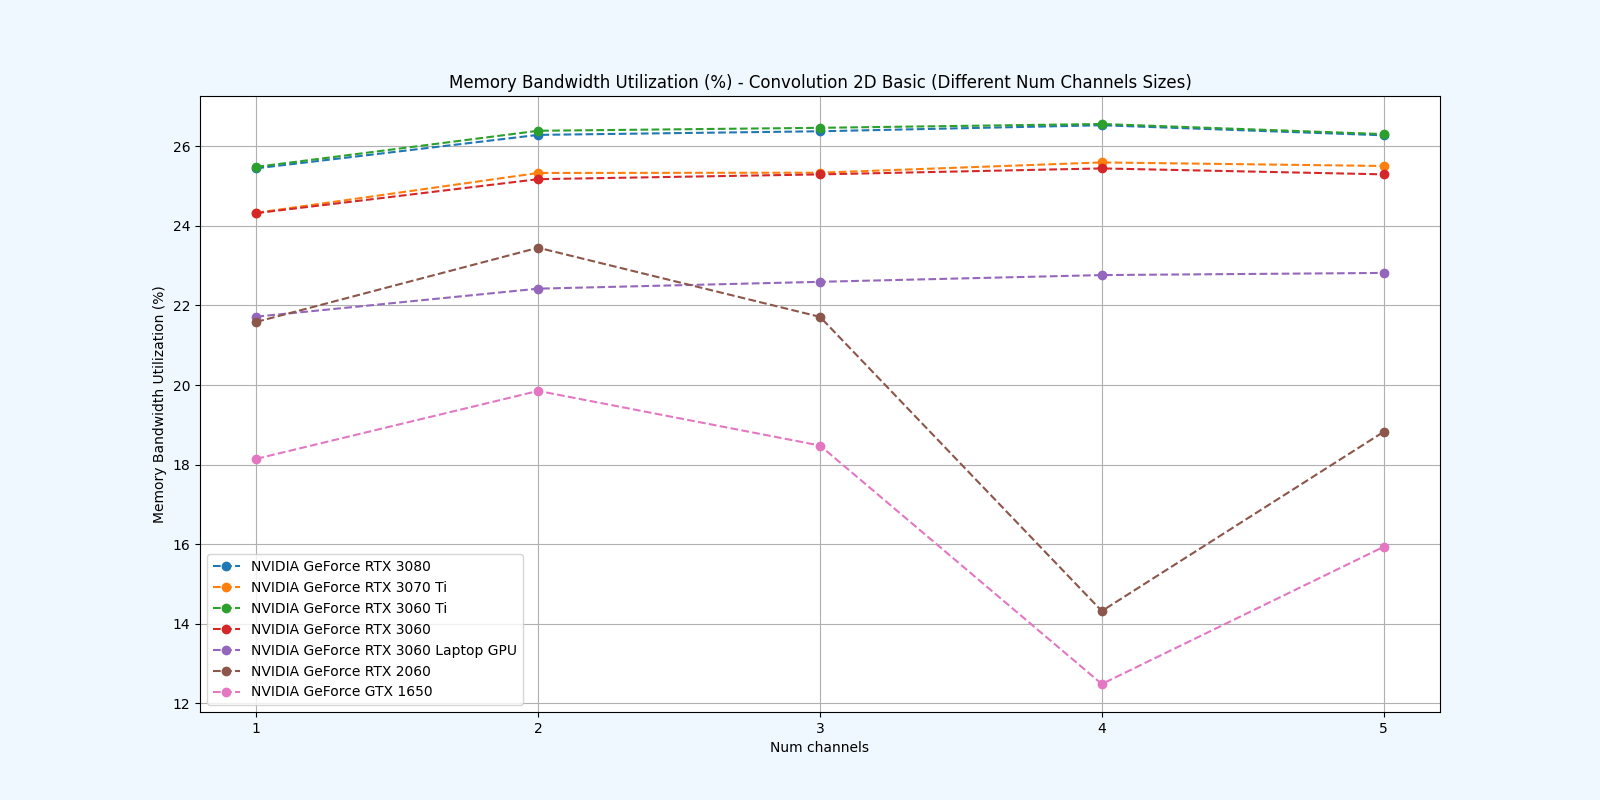 Memory Bandwidth Utilization (%) - Convolution 2D Basic (Different Num Channels Sizes)
Memory Bandwidth Utilization (%)
26
24
22
20
18
16
14
12
NVIDIA GeForce RTX 3080
NVIDIA GeForce RTX 3070 Ti
NVIDIA GeForce RTX 3060 Ti
NVIDIA GeForce RTX 3060
NVIDIA GeForce RTX 3060 Laptop GPU
NVIDIA GeForce RTX 2060
NVIDIA GeForce GTX 1650
1 2 3 4 5
Num channels